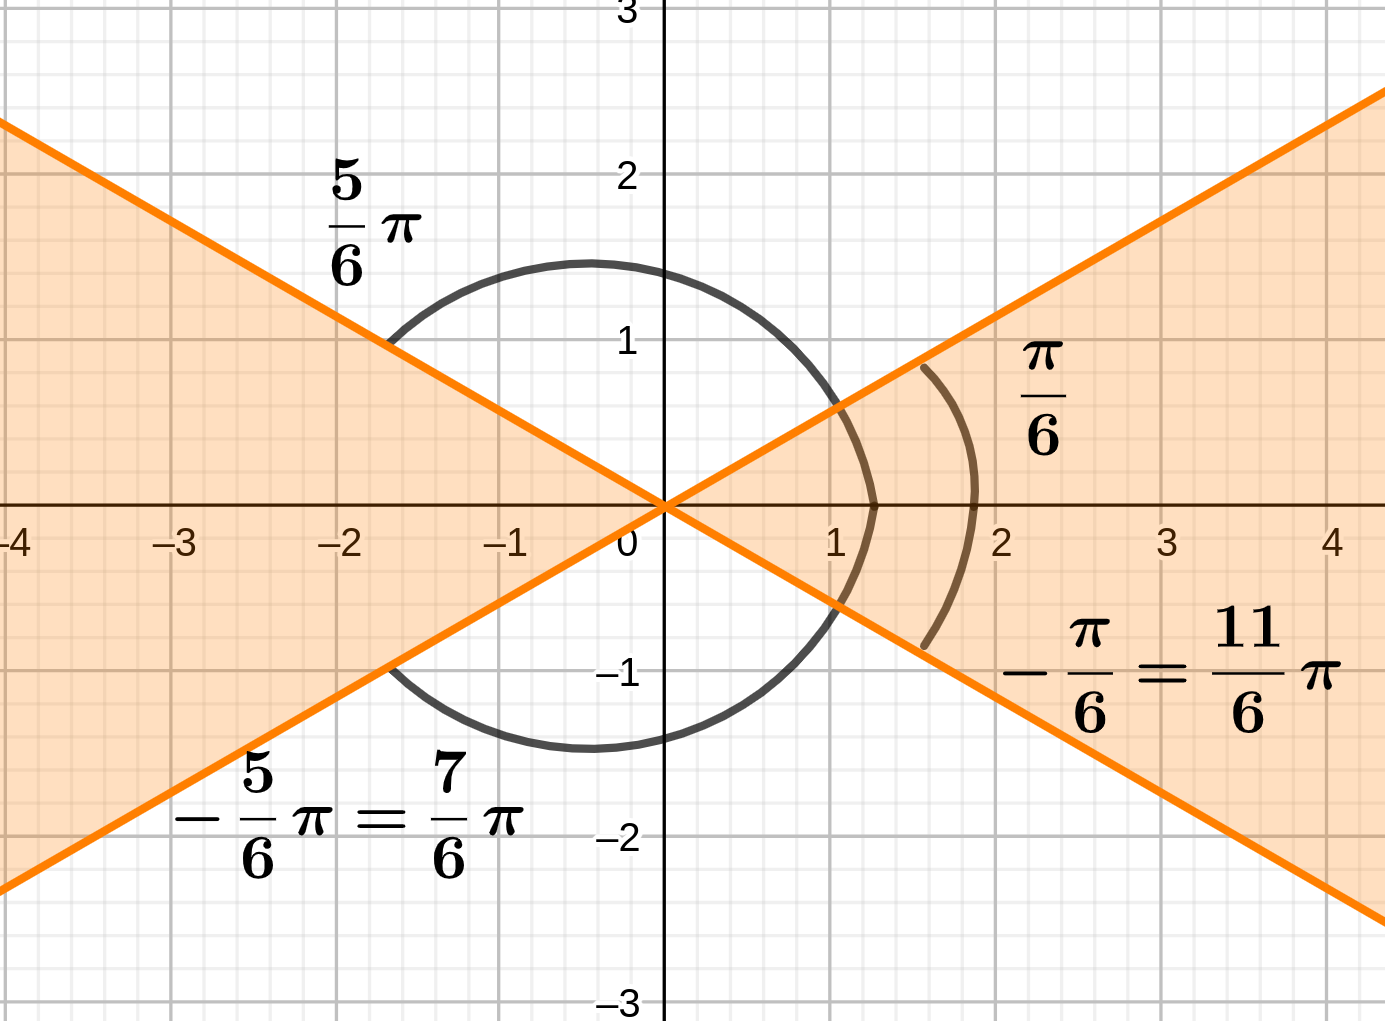 3
5/6 π
2
1
π/6
–4 –3 –2 –1 0 1 2 3 4
– π/6 = 11/6 π
–1
– 5/6 π = 7/6 π
–2
–3